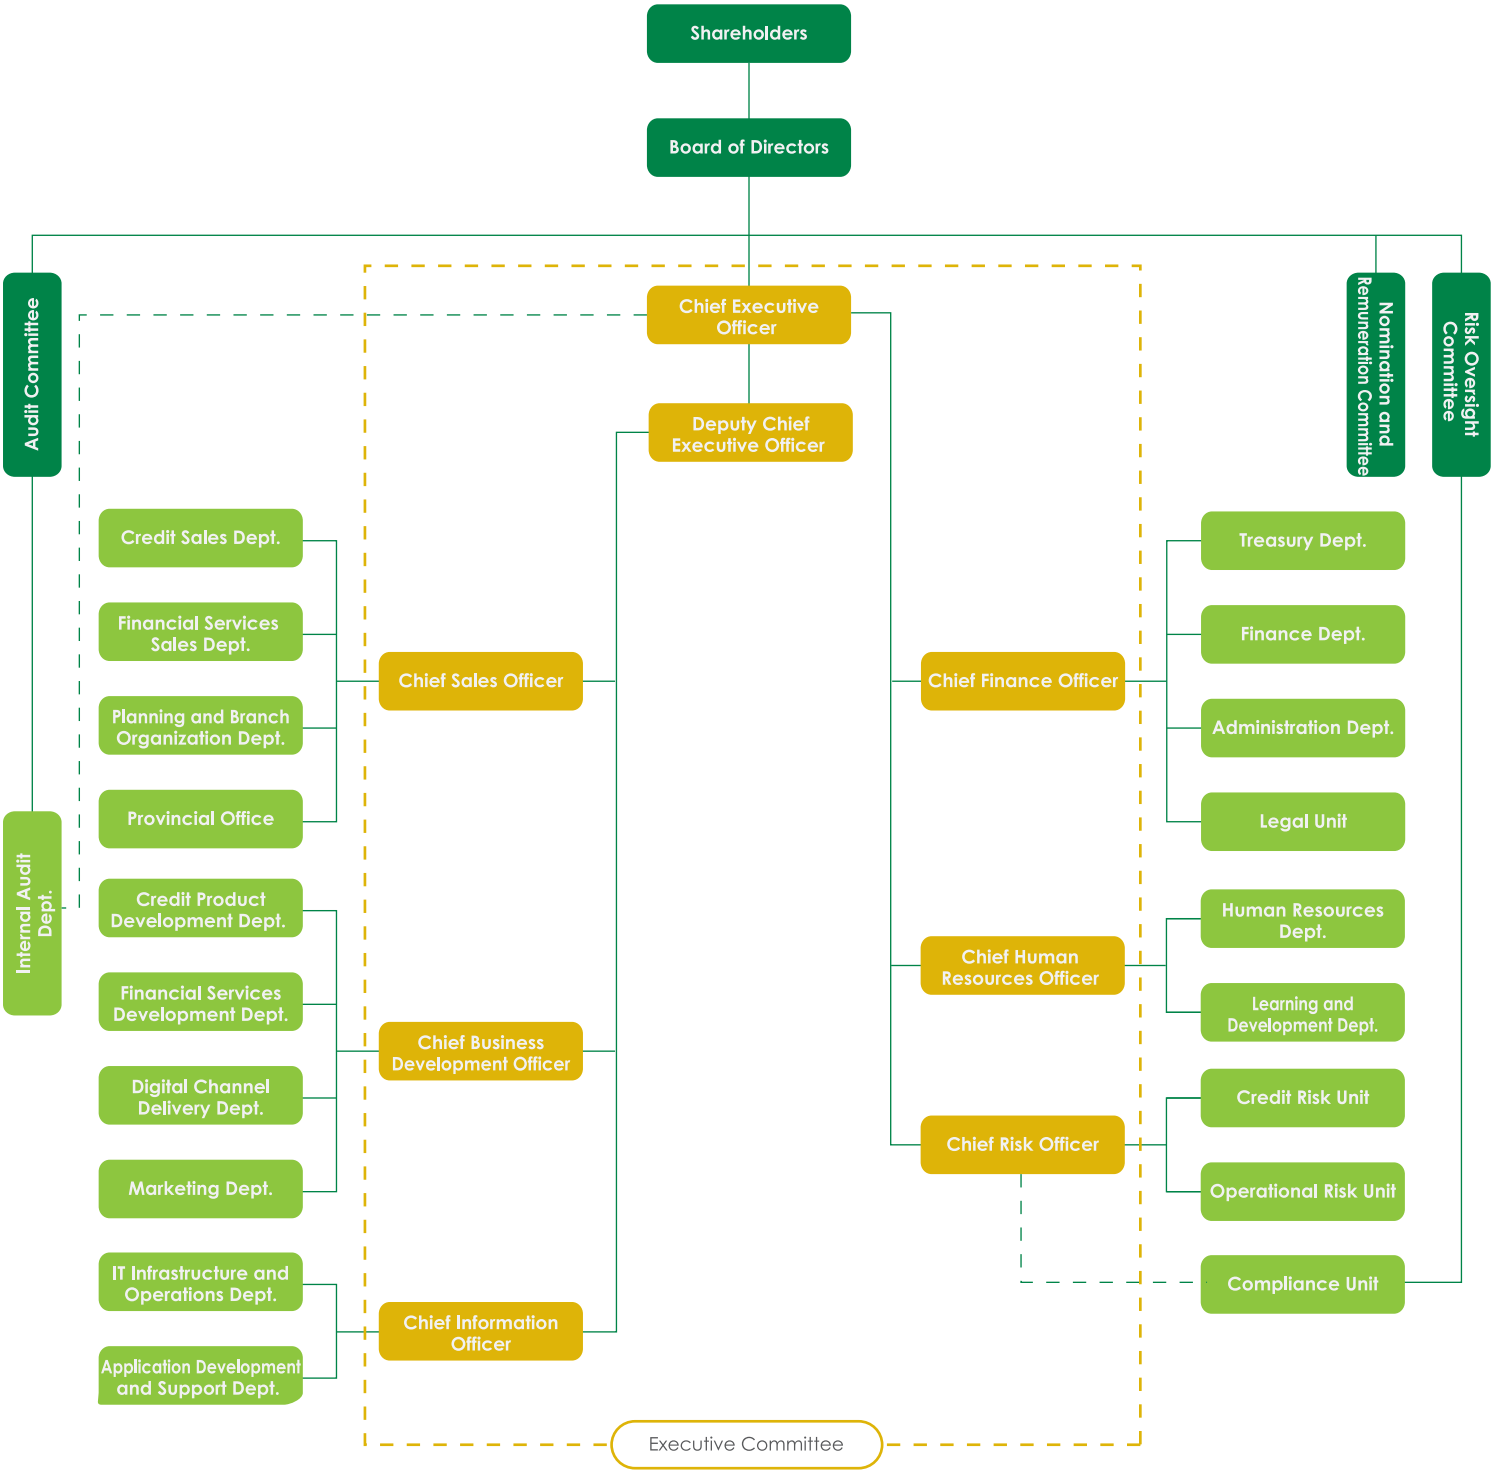 Shareholders
Board of Directors
Audit Committee
Chief Executive
Officer
Nomination and
Remuneration Committee
Risk Oversight
Committee
Deputy Chief
Executive Officer
Credit Sales Dept.
Financial Services
Sales Dept.
Planning and Branch
Organization Dept.
Provincial Office
Chief Sales Officer
Chief Finance Officer
Treasury Dept.
Finance Dept.
Administration Dept.
Legal Unit
Internal Audit
Dept.
Credit Product
Development Dept.
Financial Services
Development Dept.
Digital Channel
Delivery Dept.
Marketing Dept.
Chief Business
Development Officer
Chief Human
Resources Officer
Human Resources
Dept.
Learning and
Development Dept.
Chief Risk Officer
Credit Risk Unit
Operational Risk Unit
Compliance Unit
IT Infrastructure and
Operations Dept.
Application Development
and Support Dept.
Chief Information
Officer
Executive Committee